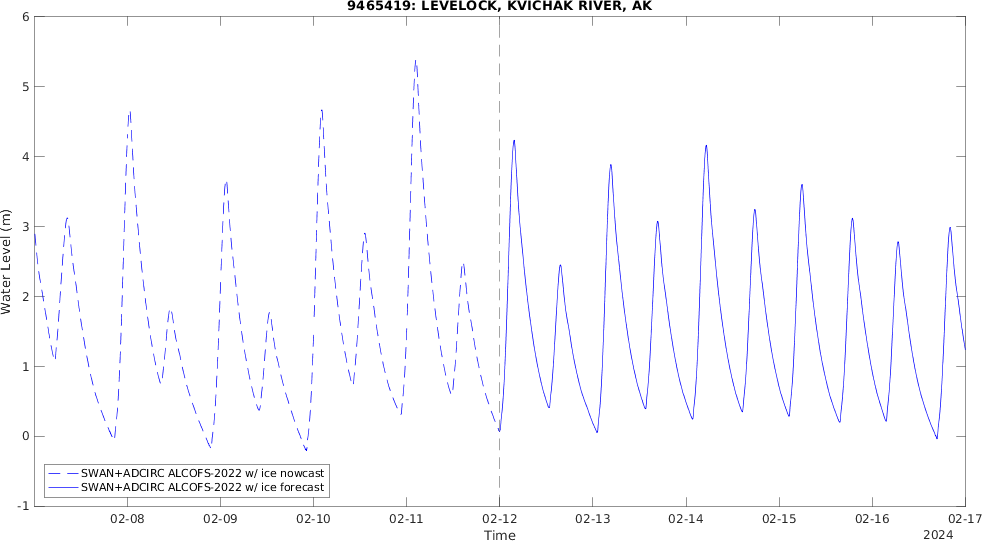 9465419: LEVELOCK, KVICHAK RIVER, AK
6
5
4
3
2
1
0
-1
Water Level (m)
SWAN+ADCIRC ALCOFS-2022 w/ ice nowcast
SWAN+ADCIRC ALCOFS-2022 w/ ice forecast
02-08 02-09 02-10 02-11 02-12 02-13 02-14 02-15 02-16 02-17
Time
2024